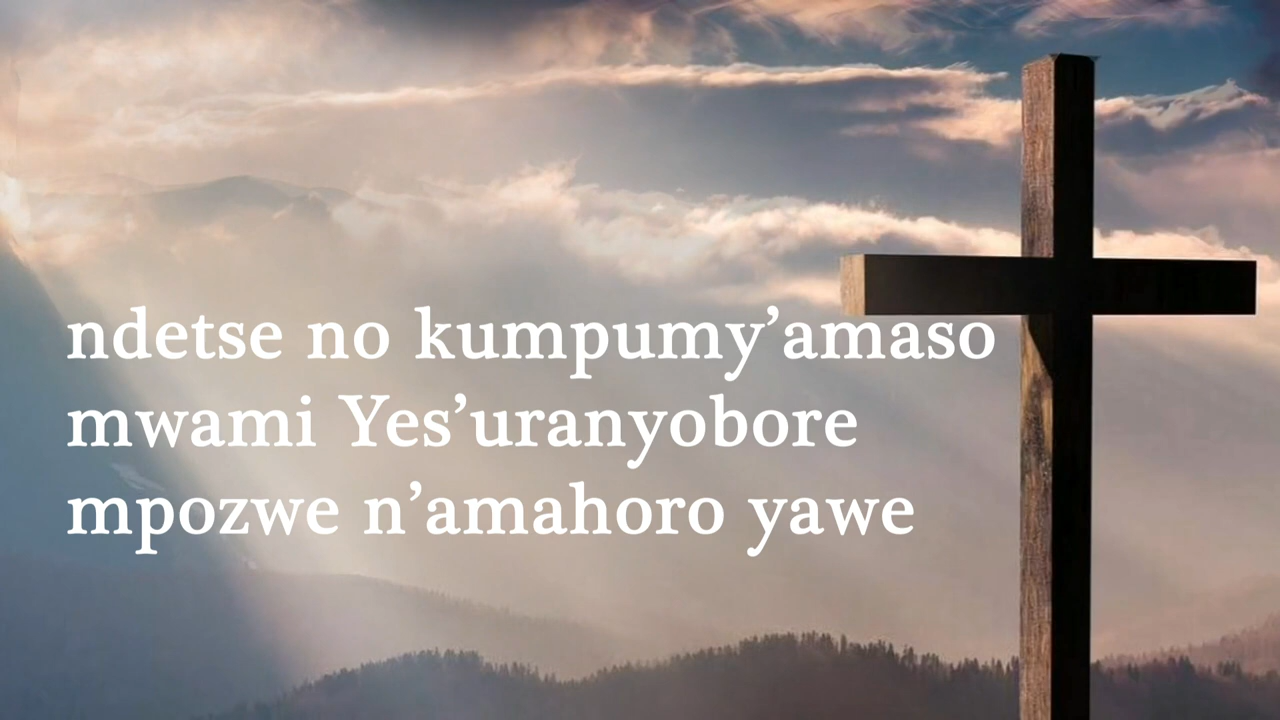 ndetse no kumpumy’amaso
mwami Yes’uranyobore
mpozwe n’amahoro yawe